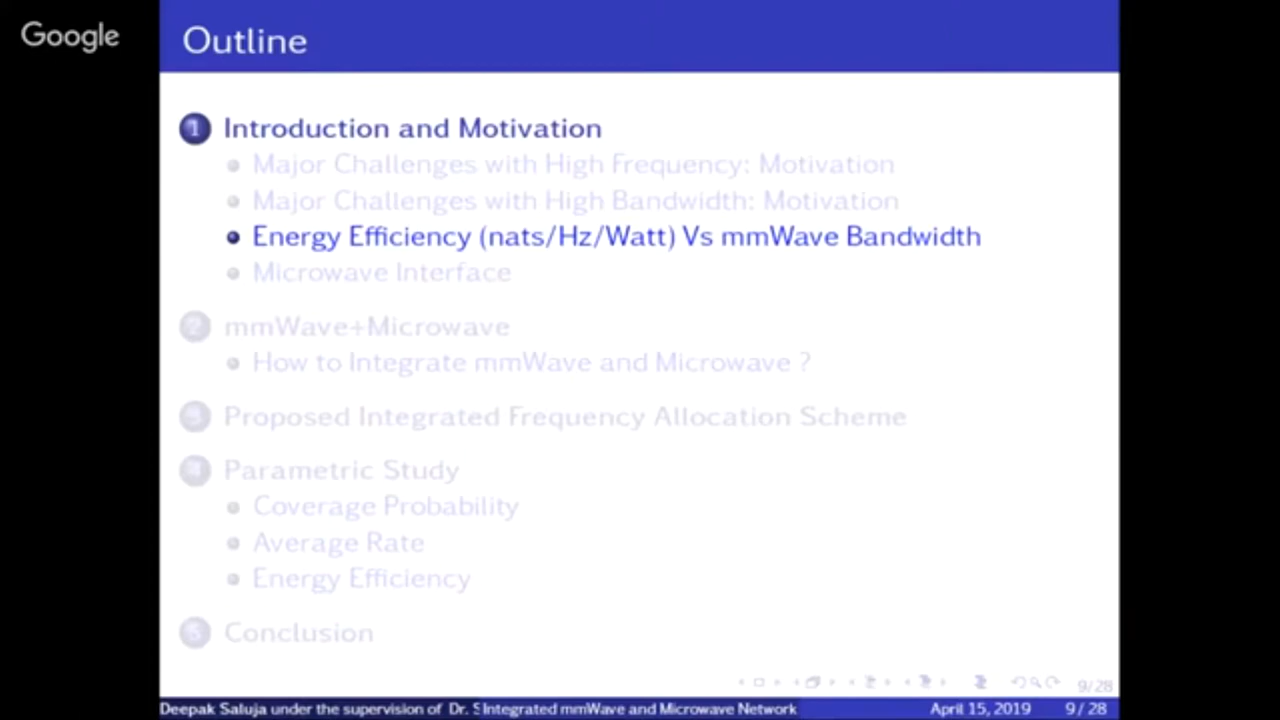 Google
Outline
1 Introduction and Motivation
Major Challenges with High Frequency: Motivation
Major Challenges with High Bandwidth: Motivation
Energy Efficiency (nats/Hz/Watt) Vs mmWave Bandwidth
Microwave Interface
2 mmWave+Microwave
How to Integrate mmWave and Microwave ?
3 Proposed Integrated Frequency Allocation Scheme
4 Parametric Study
Coverage Probability
Average Rate
Energy Efficiency
5 Conclusion
9/28
Deepak Saluja under the supervision of Dr. S Integrated mmWave and Microwave Network April 15, 2019 9 / 28